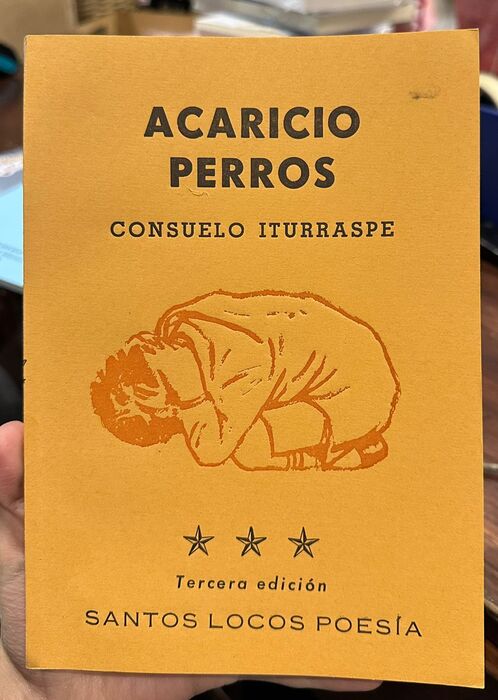 ACARICIO
PERROS
CONSUELO ITURRASPE
Tercera edición
SANTOS LOCOS POESÍA